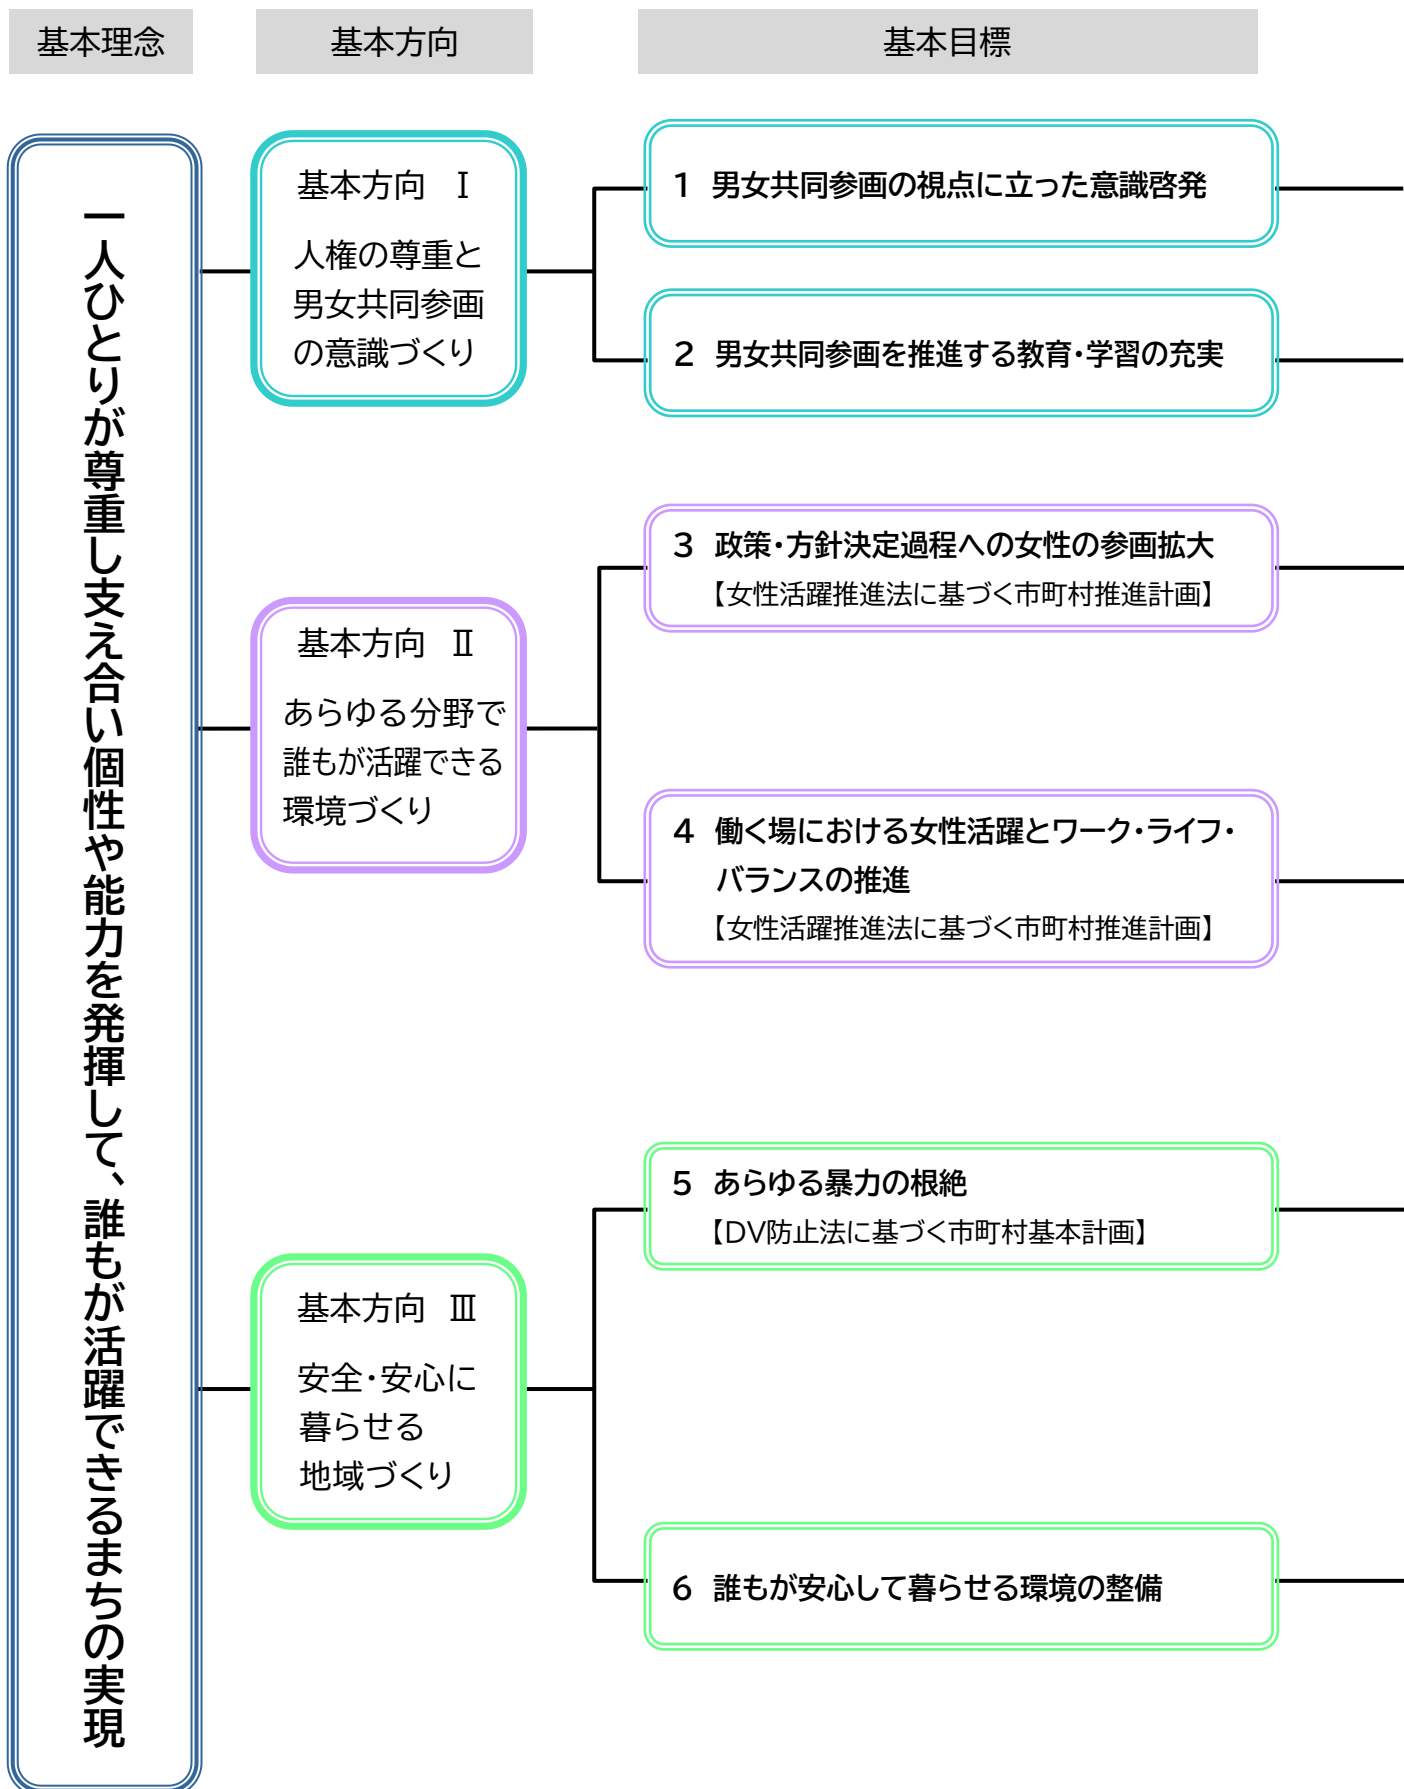 基本理念
基本方向
基本目標
一人ひとりが尊重し支え合い個性や能力を発揮して、誰もが活躍できるまちの実現
基本方向　Ⅰ
人権の尊重と
男女共同参画
の意識づくり
1　男女共同参画の視点に立った意識啓発
2　男女共同参画を推進する教育・学習の充実
基本方向　Ⅱ
あらゆる分野で
誰もが活躍できる
環境づくり
3　政策・方針決定過程への女性の参画拡大
【女性活躍推進法に基づく市町村推進計画】
4　働く場における女性活躍とワーク・ライフ・
バランスの推進
【女性活躍推進法に基づく市町村推進計画】
基本方向　Ⅲ
安全・安心に
暮らせる
地域づくり
5　あらゆる暴力の根絶
【DV防止法に基づく市町村基本計画】
6　誰もが安心して暮らせる環境の整備